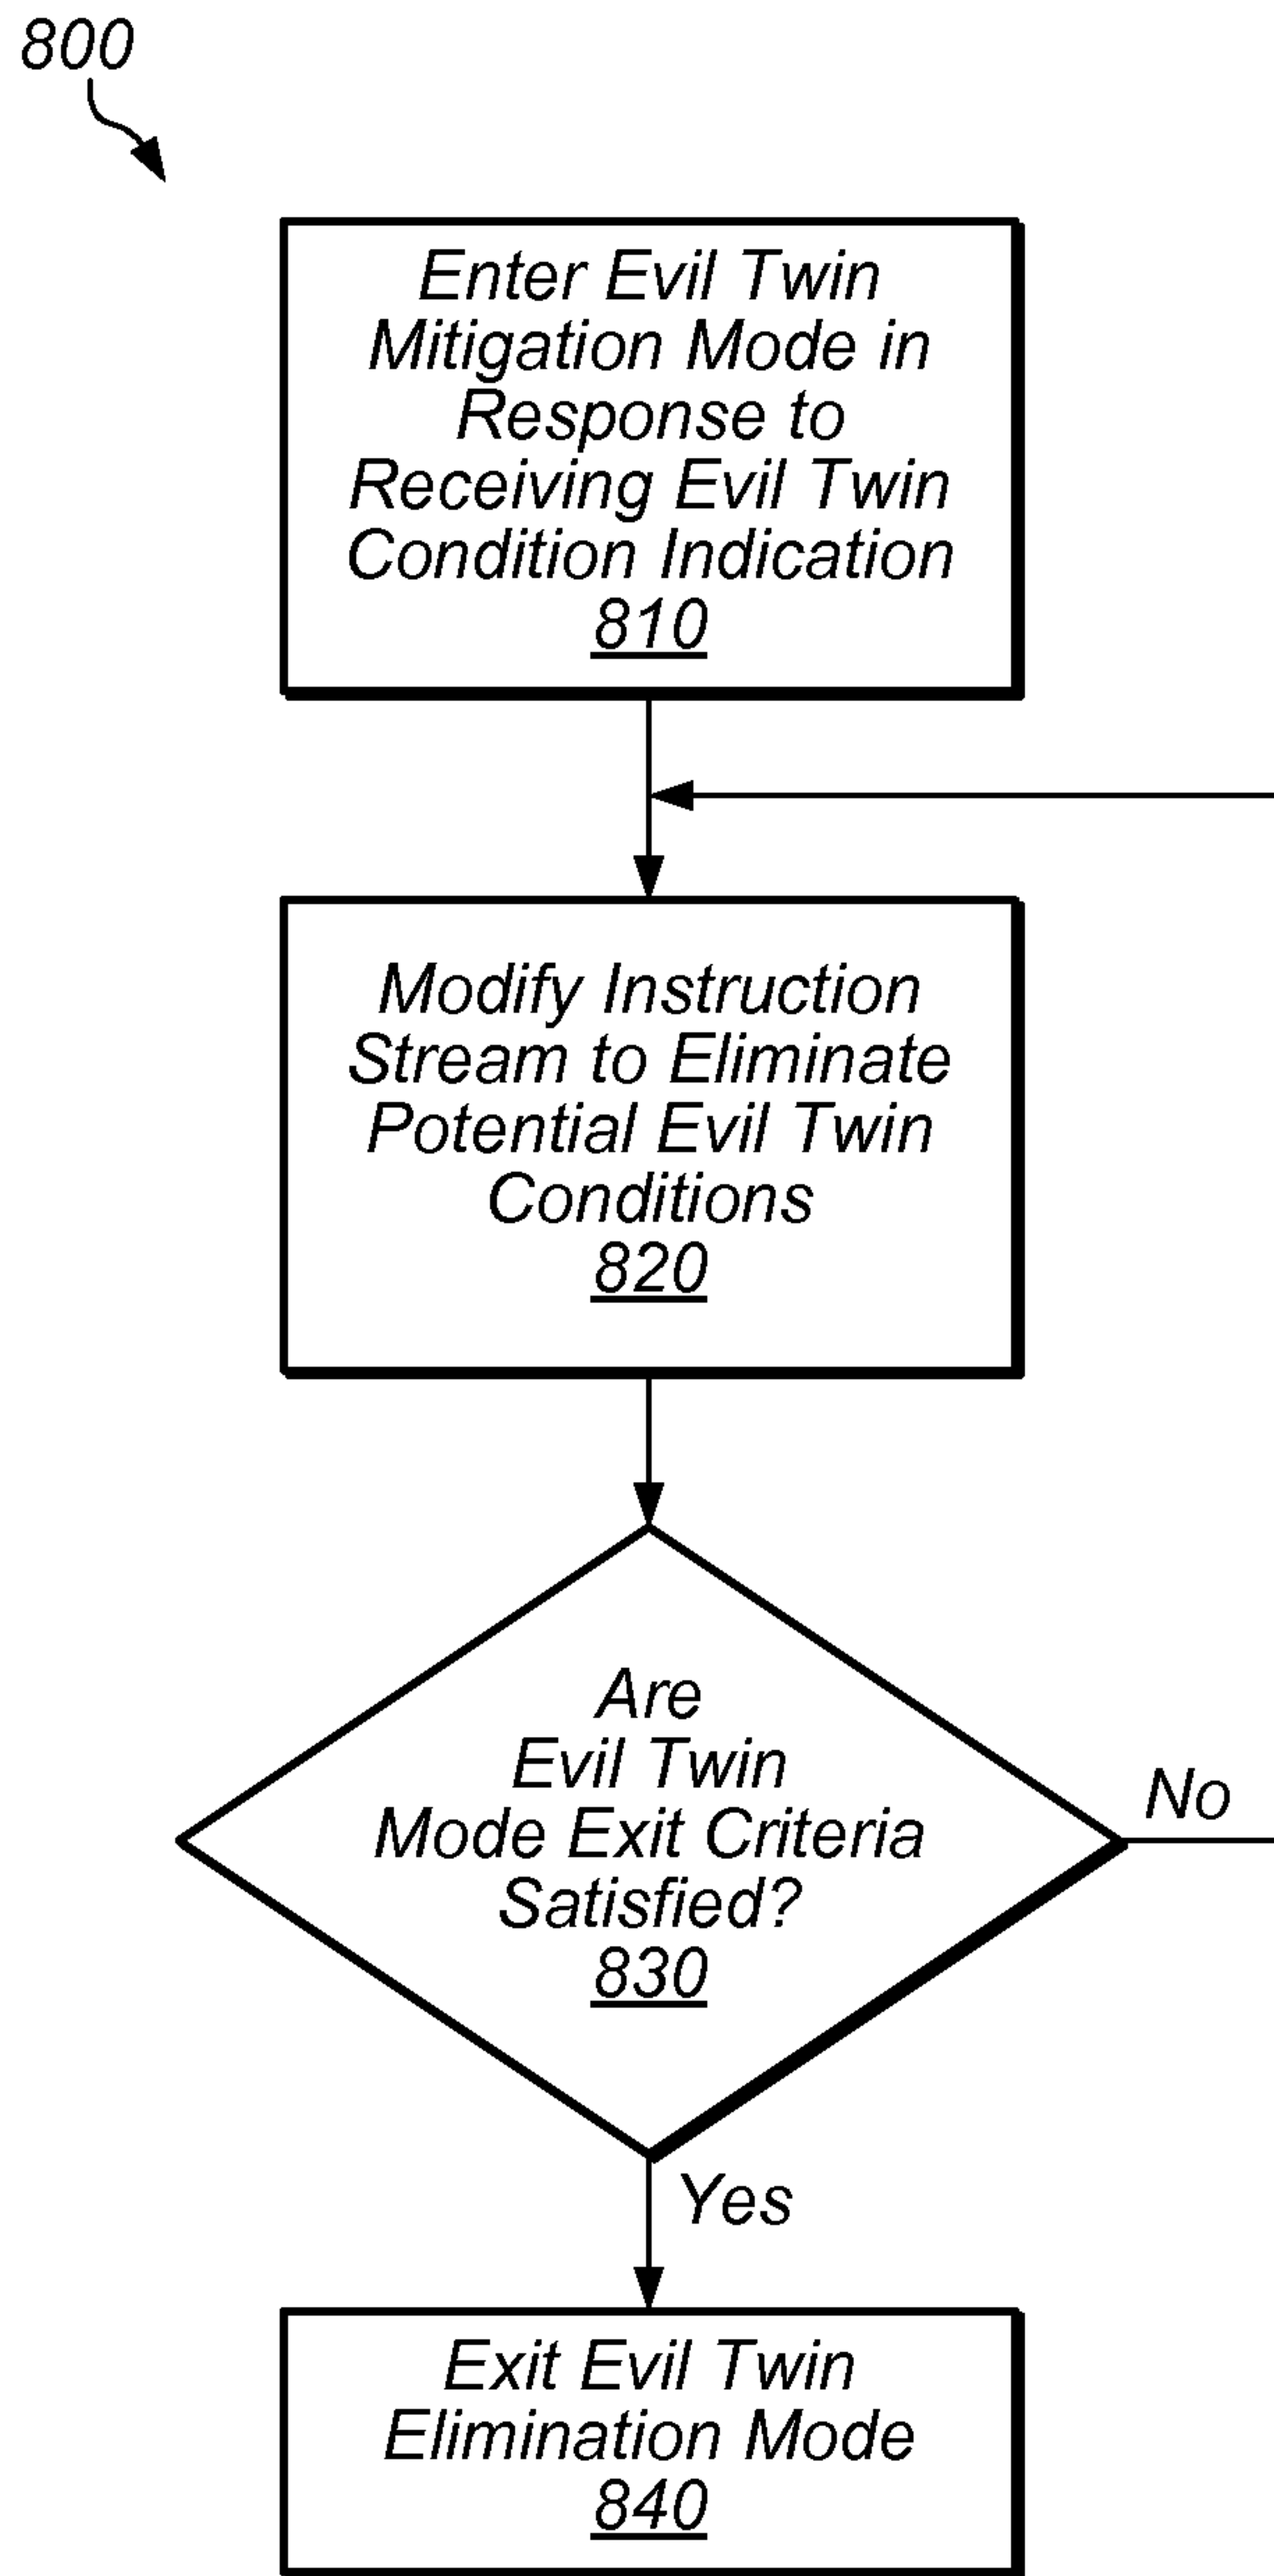 800
Enter Evil Twin
Mitigation Mode in
Response to
Receiving Evil Twin
Condition Indication
810
Modify Instruction
Stream to Eliminate
Potential Evil Twin
Conditions
820
Are
Evil Twin
Mode Exit Criteria
Satisfied?
830
No
Yes
Exit Evil Twin
Elimination Mode
840